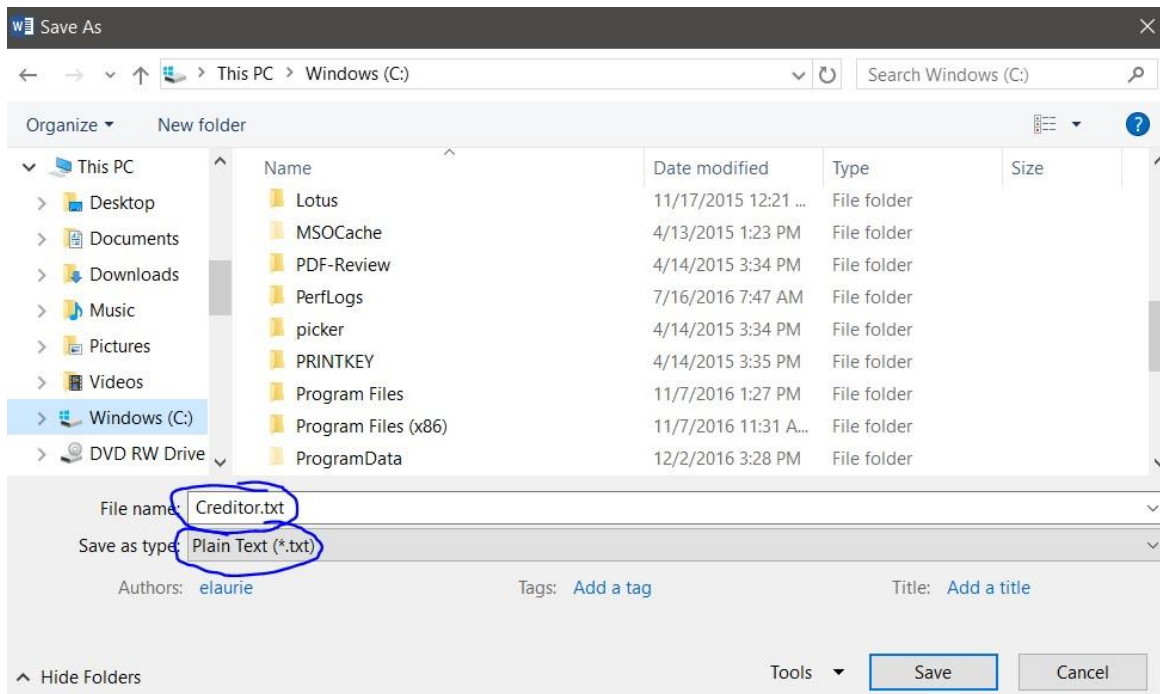 Save As
This PC > Windows (C:) Search Windows (C:)
Organize New folder
This PC
Desktop
Documents
Downloads
Music
Pictures
Videos
Windows (C:)
DVD RW Drive
Name Date modified Type Size
Lotus 11/17/2015 12:21 ... File folder
MSOCache 4/13/2015 1:23 PM File folder
PDF-Review 4/14/2015 3:34 PM File folder
PerfLogs 7/16/2016 7:47 AM File folder
picker 4/14/2015 3:34 PM File folder
PRINTKEY 4/14/2015 3:35 PM File folder
Program Files 11/7/2016 1:27 PM File folder
Program Files (x86) 11/7/2016 11:31 A... File folder
ProgramData 12/2/2016 3:28 PM File folder
File name: Creditor.txt
Save as type: Plain Text (*.txt)
Authors: elaurie Tags: Add a tag Title: Add a title
Hide Folders Tools Save Cancel